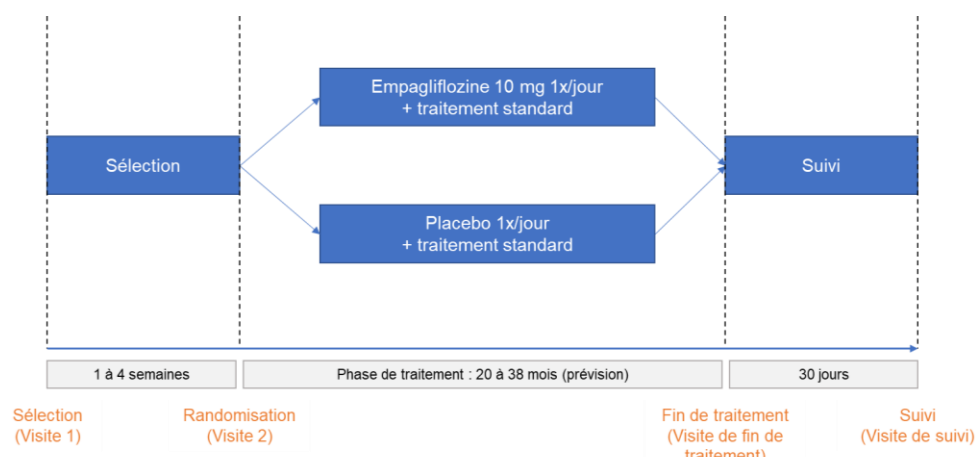 Empagliflozine 10 mg 1x/jour
+ traitement standard
Sélection
Suivi
Placebo 1x/jour
+ traitement standard
1 à 4 semaines
Phase de traitement : 20 à 38 mois (prévision)
30 jours
Sélection
(Visite 1)
Randomisation
(Visite 2)
Fin de traitement
(Visite de fin de
traitement)
Suivi
(Visite de suivi)